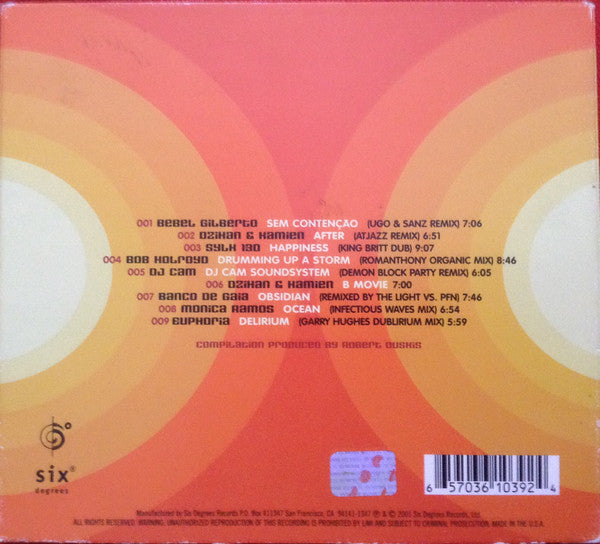 001 BEBEL GILBERTO SEM CONTENÇAO (UGO & SANZ REMIX) 7:06
002 DZIHAN & KAMIEN AFTER (ATJAZZ REMIX) 6:51
003 SYLK 130 HAPPINESS (KING BRITT DUB) 9:07
004 BOB HOLROYD DRUMMING UP A STORM (ROMANTHONY ORGANIC MIX) 8:46
005 DJ CAM DJ CAM SOUNDSYSTEM (DEMON BLOCK PARTY REMIX) 6:05
006 DZIHAN & KAMIEN B MOVIE 7:00
007 BANCO DE GAIA OBSIDIAN (REMIXED BY THE LIGHT VS. PFN) 7:46
008 MONICA RAMOS OCEAN (INFECTIOUS WAVES MIX) 6:54
009 EUPHORIA DELIRIUM (GARRY HUGHES DUBLIRIUM MIX) 5:59
COMPILATION PRODUCED BY ROBERT DUSKIS
six®
degrees
6 57036 10392 4
Manufactured by Six Degrees Records P.O. Box 411347 San Francisco, CA 94141-1347 ℗ & © 2001 Six Degrees Records, Ltd.
ALL RIGHTS RESERVED. WARNING: UNAUTHORIZED REPRODUCTION OF THIS RECORDING IS PROHIBITED BY LAW AND SUBJECT TO CRIMINAL PROSECUTION. MADE IN THE U.S.A.